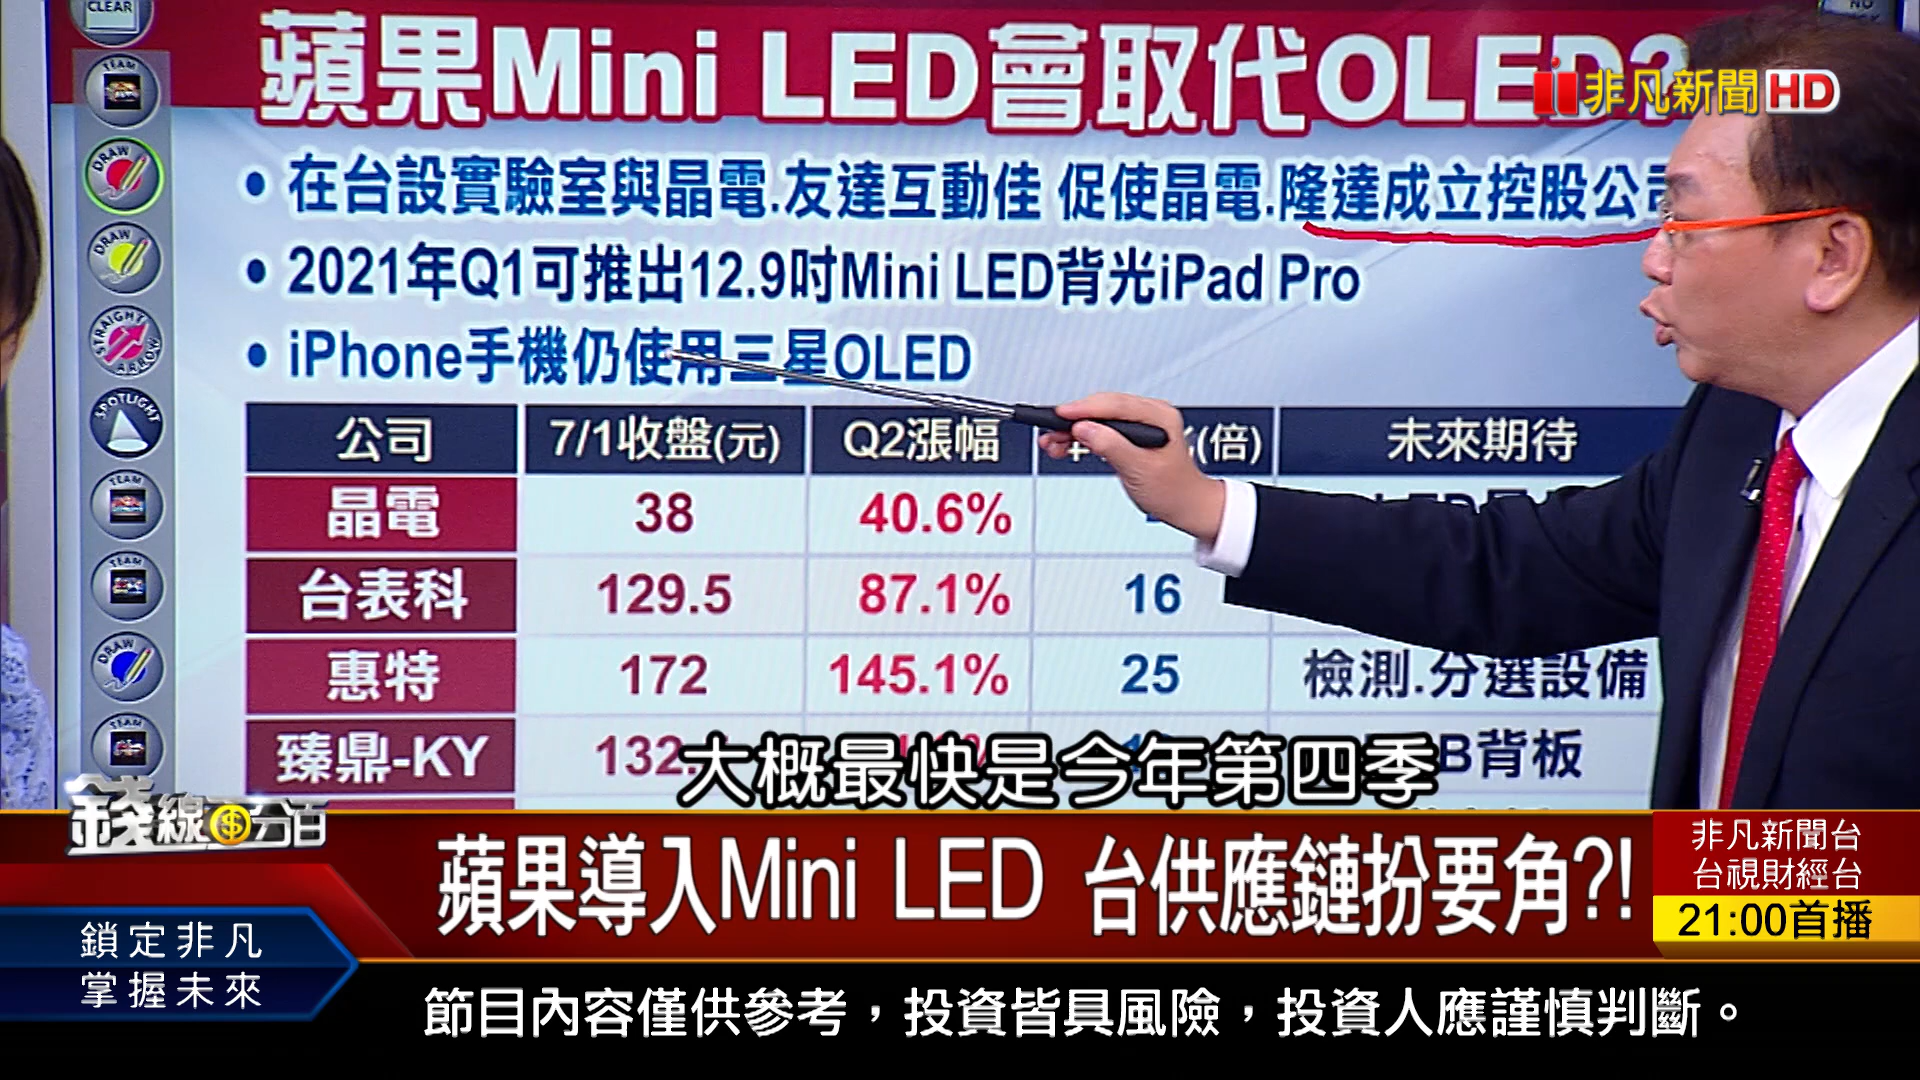 CLEAR
蘋果Mini LED會取代OLED?
非凡新聞HD
TEAM
DRAW
• 在台設實驗室與晶電.友達互動佳 促使晶電.隆達成立控股公司
DRAW
• 2021年Q1可推出12.9吋Mini LED背光iPad Pro
STRAIGHT ARROW
• iPhone手機仍使用三星OLED
SPOTLIGHT
公司 7/1收盤(元) Q2漲幅 (倍) 未來期待
TEAM
晶電 38 40.6%
TEAM
台表科 129.5 87.1% 16
DRAW
惠特 172 145.1% 25 檢測.分選設備
TEAM
臻鼎-KY 132. B背板
大概最快是今年第四季
錢線百分百
蘋果導入Mini LED 台供應鏈扮要角?!
非凡新聞台
台視財經台
21:00首播
鎖定非凡
掌握未來
節目內容僅供參考，投資皆具風險，投資人應謹慎判斷。